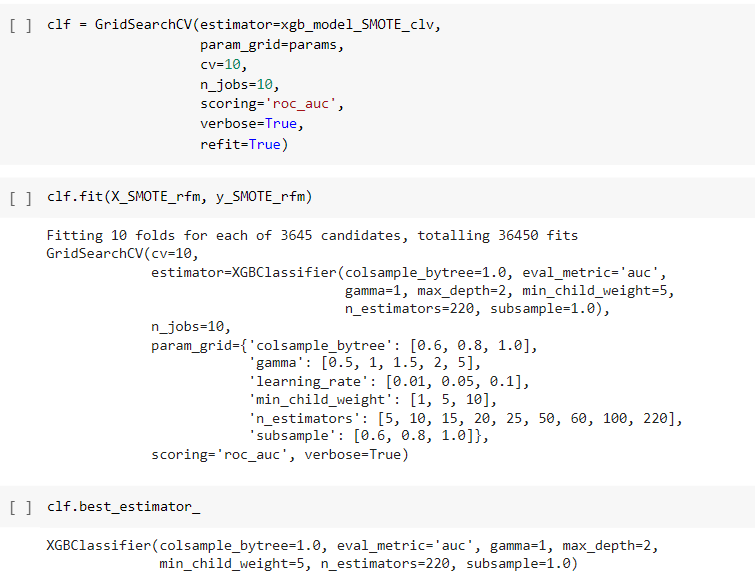 [ ] clf = GridSearchCV(estimator=xgb_model_SMOTE_clv,
param_grid=params,
cv=10,
n_jobs=10,
scoring='roc_auc',
verbose=True,
refit=True)
[ ] clf.fit(X_SMOTE_rfm, y_SMOTE_rfm)
Fitting 10 folds for each of 3645 candidates, totalling 36450 fits
GridSearchCV(cv=10,
estimator=XGBClassifier(colsample_bytree=1.0, eval_metric='auc',
gamma=1, max_depth=2, min_child_weight=5,
n_estimators=220, subsample=1.0),
n_jobs=10,
param_grid={'colsample_bytree': [0.6, 0.8, 1.0],
'gamma': [0.5, 1, 1.5, 2, 5],
'learning_rate': [0.01, 0.05, 0.1],
'min_child_weight': [1, 5, 10],
'n_estimators': [5, 10, 15, 20, 25, 50, 60, 100, 220],
'subsample': [0.6, 0.8, 1.0]},
scoring='roc_auc', verbose=True)
[ ] clf.best_estimator_
XGBClassifier(colsample_bytree=1.0, eval_metric='auc', gamma=1, max_depth=2,
min_child_weight=5, n_estimators=220, subsample=1.0)